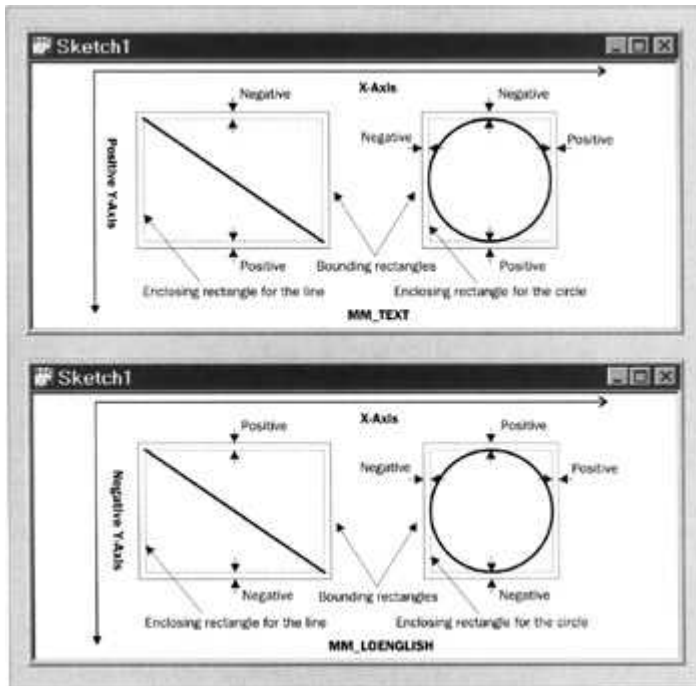 Sketch1
X-Axis
Negative
Negative
Negative
Positive
Positive Y-Axis
Positive
Bounding rectangles
Positive
Enclosing rectangle for the line
Enclosing rectangle for the circle
MM_TEXT
Sketch1
X-Axis
Positive
Positive
Negative
Positive
Negative Y-Axis
Negative
Bounding rectangles
Negative
Enclosing rectangle for the line
Enclosing rectangle for the circle
MM_LOENGLISH